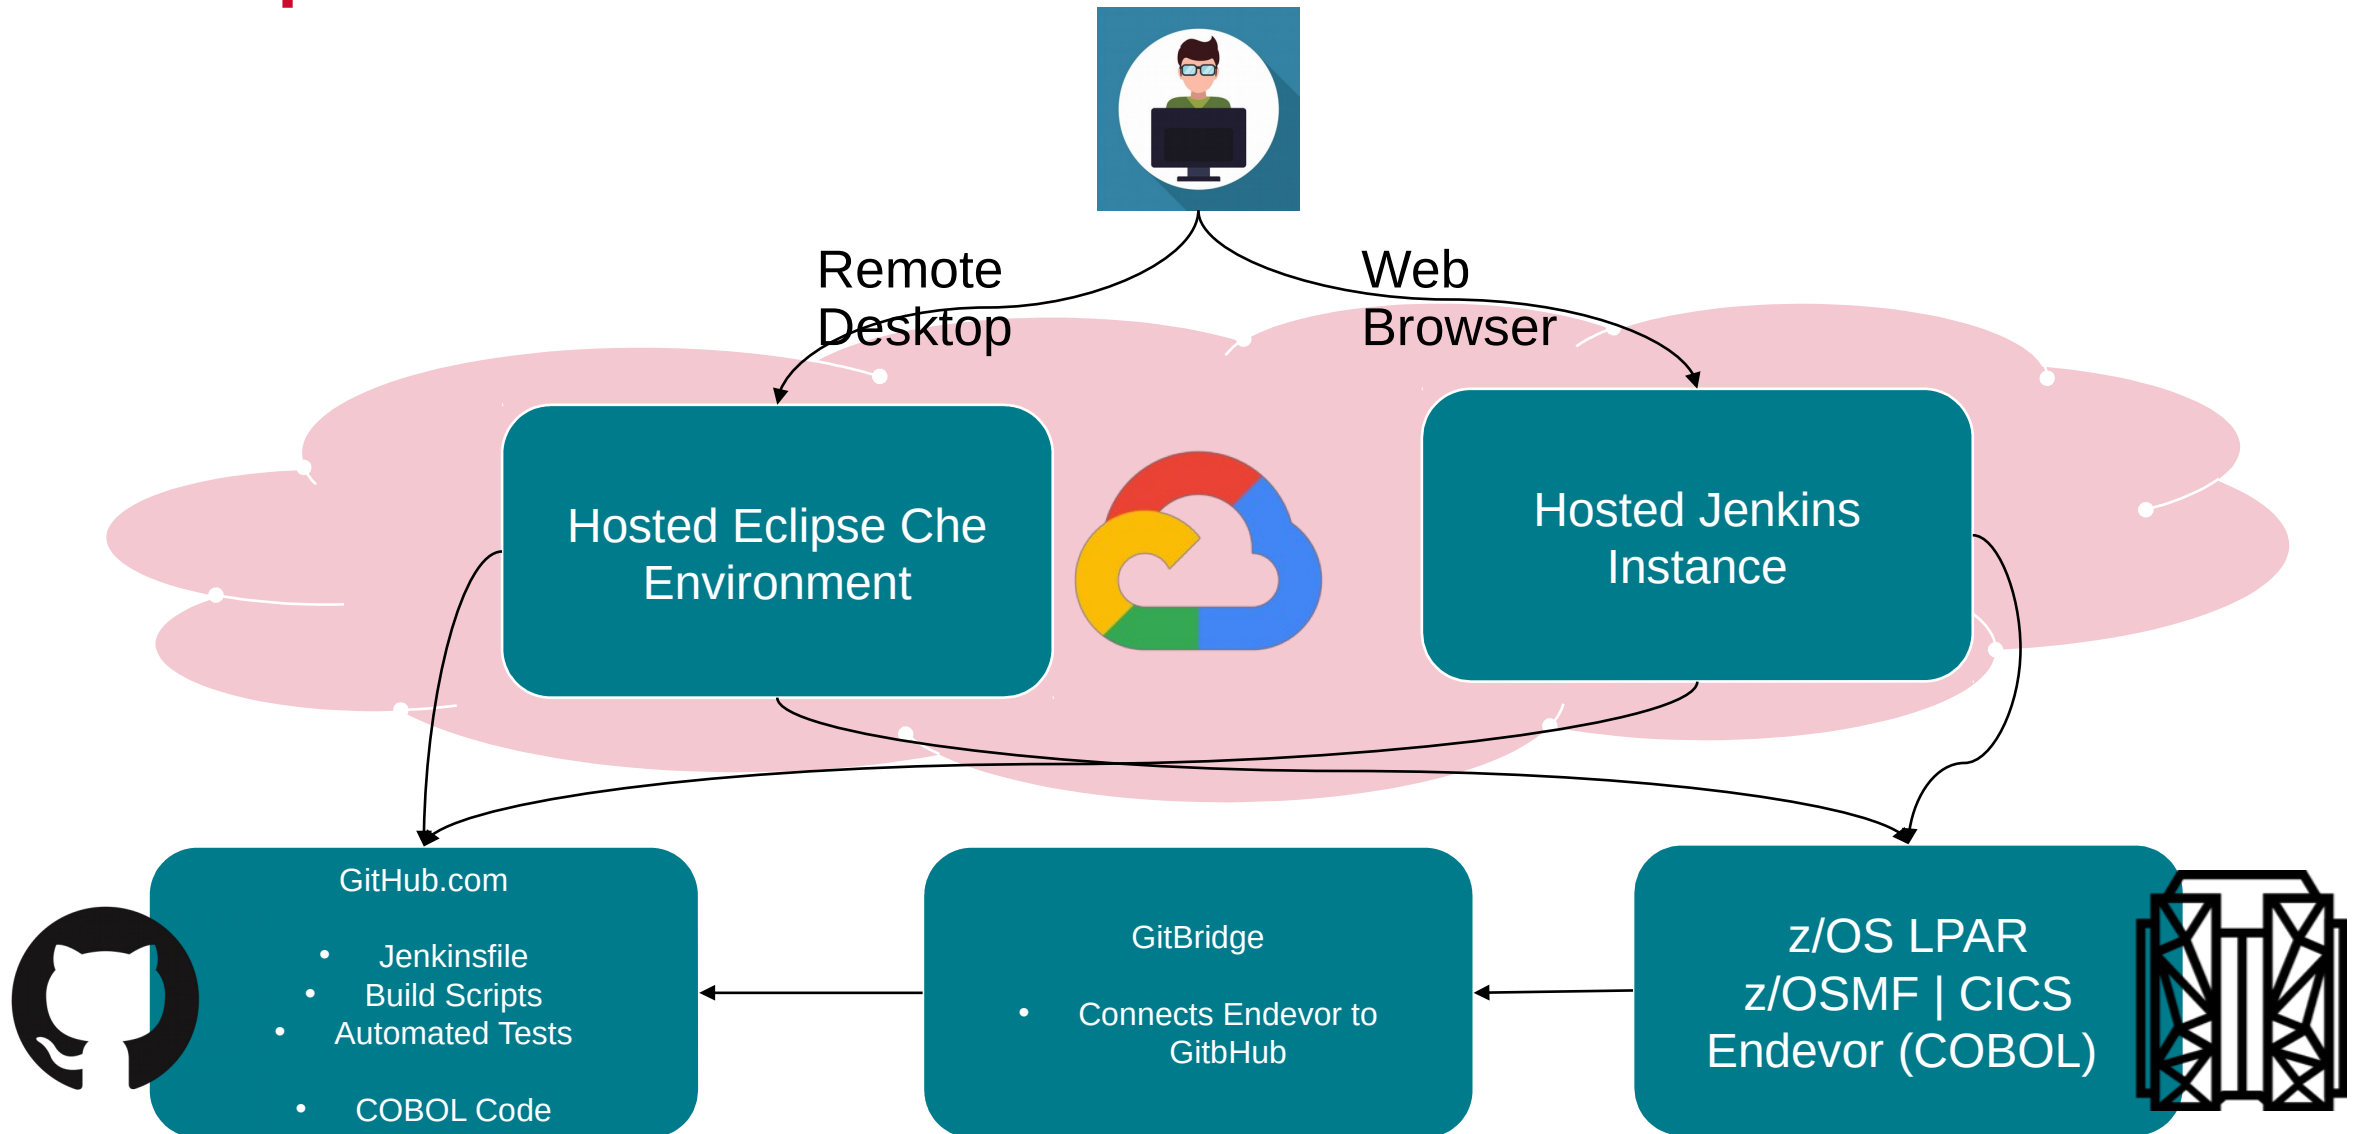 Remote
Desktop
Web
Browser
Hosted Eclipse Che
Environment
Hosted Jenkins
Instance
GitHub.com
• Jenkinsfile
• Build Scripts
• Automated Tests
• COBOL Code
GitBridge
• Connects Endevor to
GitbHub
z/OS LPAR
z/OSMF | CICS
Endevor (COBOL)